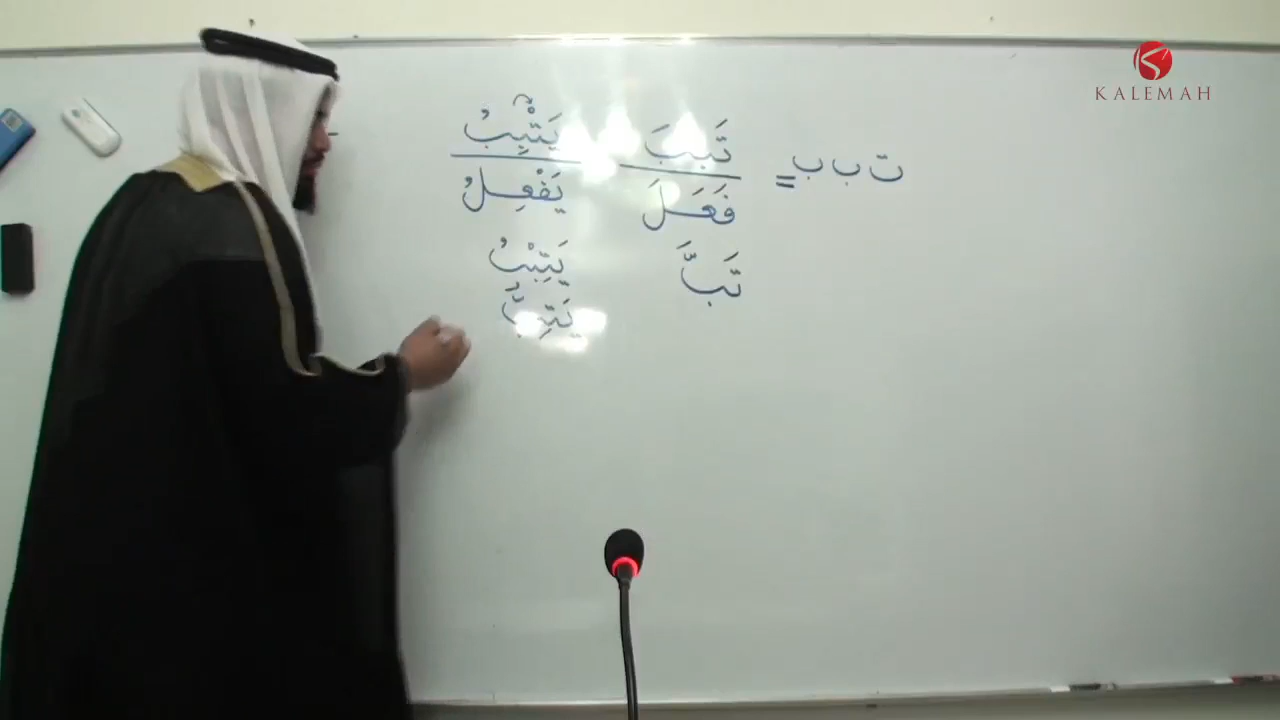 KALEMAH
ت ب ب = تَبَبَ يَتْبِبُ
فَعَلَ يَفْعِلُ
تَبَّ يَتِبْبُ
يَتِبُّ